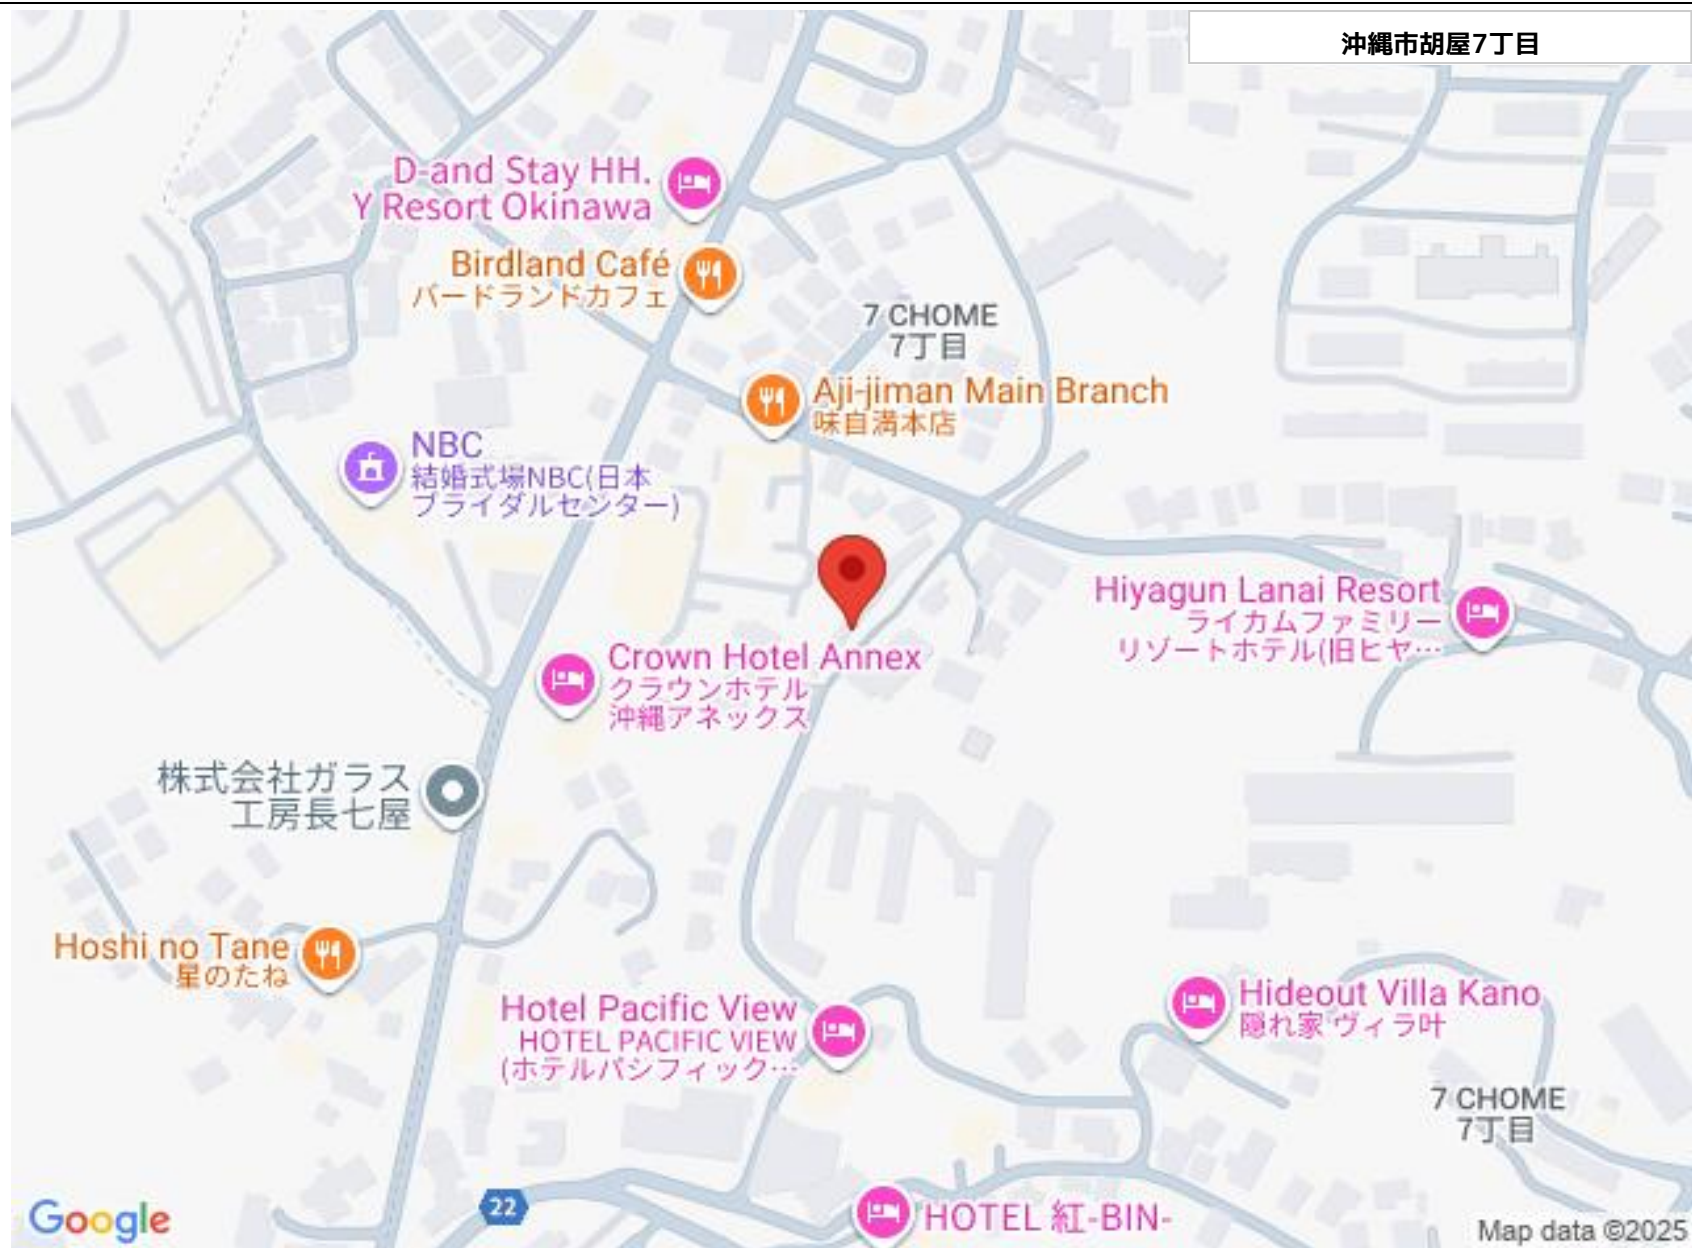 沖縄市胡屋7丁目
D-and Stay HH.
Y Resort Okinawa
Birdland Café
バードランドカフェ
7 CHOME
7丁目
Aji-jiman Main Branch
味自満本店
NBC
結婚式場NBC(日本
ブライダルセンター)
Hiyagun Lanai Resort
ライカムファミリー
リゾートホテル(旧ヒヤ…
Crown Hotel Annex
クラウンホテル
沖縄アネックス
株式会社ガラス
工房長七屋
Hoshi no Tane
星のたね
Hotel Pacific View
HOTEL PACIFIC VIEW
(ホテルパシフィック…
Hideout Villa Kano
隠れ家 ヴィラ叶
7 CHOME
7丁目
22
HOTEL 紅-BIN-
Google
Map data ©2025